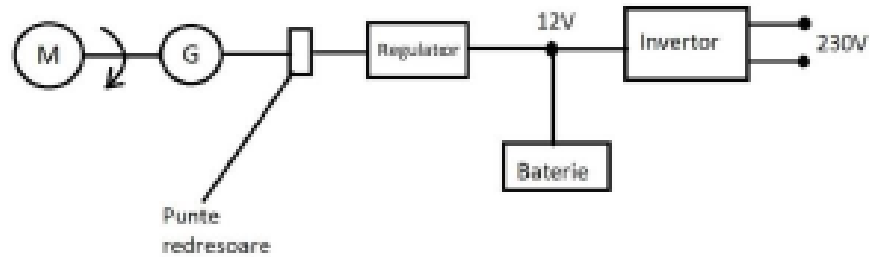 M
G
Regulator
12V
Invertor
230V
Baterie
Punte
redresoare